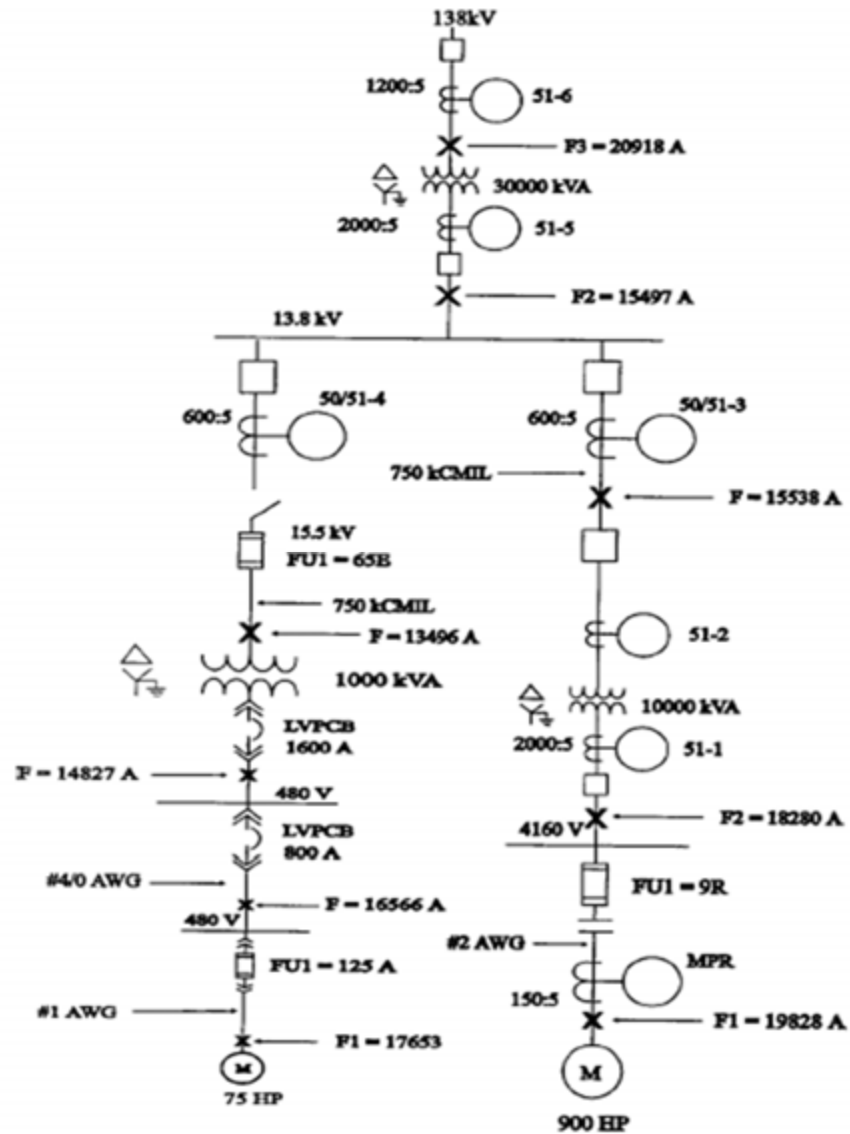 138kV
1200:5
51-6
F3 = 20918 A
30000 kVA
2000:5
51-5
F2 = 15497 A
13.8 kV
600:5
50/51-4
600:5
50/51-3
750 kCMIL
F = 15538 A
15.5 kV
FU1 = 65E
750 kCMIL
F = 13496 A
51-2
1000 kVA
10000 kVA
LVPCB
1600 A
2000:5
51-1
F = 14827 A
480 V
F2 = 18280 A
4160 V
LVPCB
800 A
#4/0 AWG
FU1 = 9R
F = 16566 A
480 V
#2 AWG
FU1 = 125 A
MPR
150:5
#1 AWG
F1 = 19828 A
F1 = 17653
M
M
75 HP
900 HP